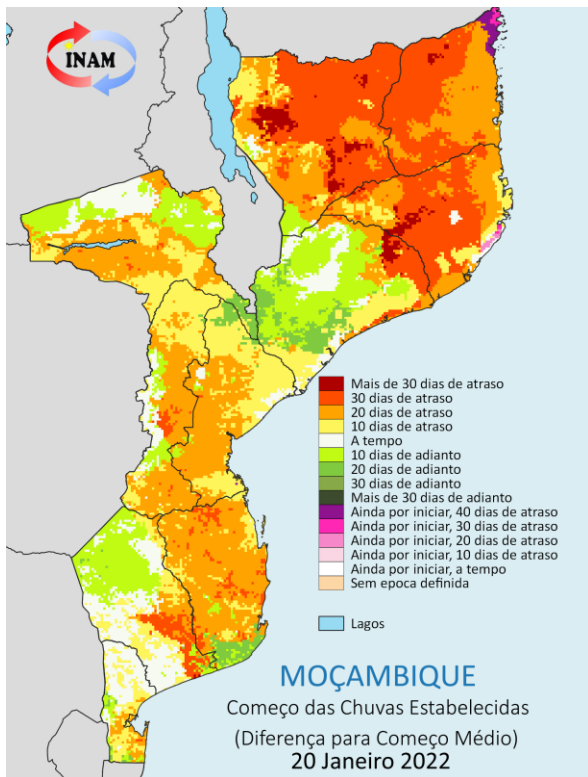 INAM
Mais de 30 dias de atraso
30 dias de atraso
20 dias de atraso
10 dias de atraso
A tempo
10 dias de adianto
20 dias de adianto
30 dias de adianto
Mais de 30 dias de adianto
Ainda por iniciar, 40 dias de atraso
Ainda por iniciar, 30 dias de atraso
Ainda por iniciar, 20 dias de atraso
Ainda por iniciar, 10 dias de atraso
Ainda por iniciar, a tempo
Sem epoca definida
Lagos
MOÇAMBIQUE
Começo das Chuvas Estabelecidas
(Diferença para Começo Médio)
20 Janeiro 2022